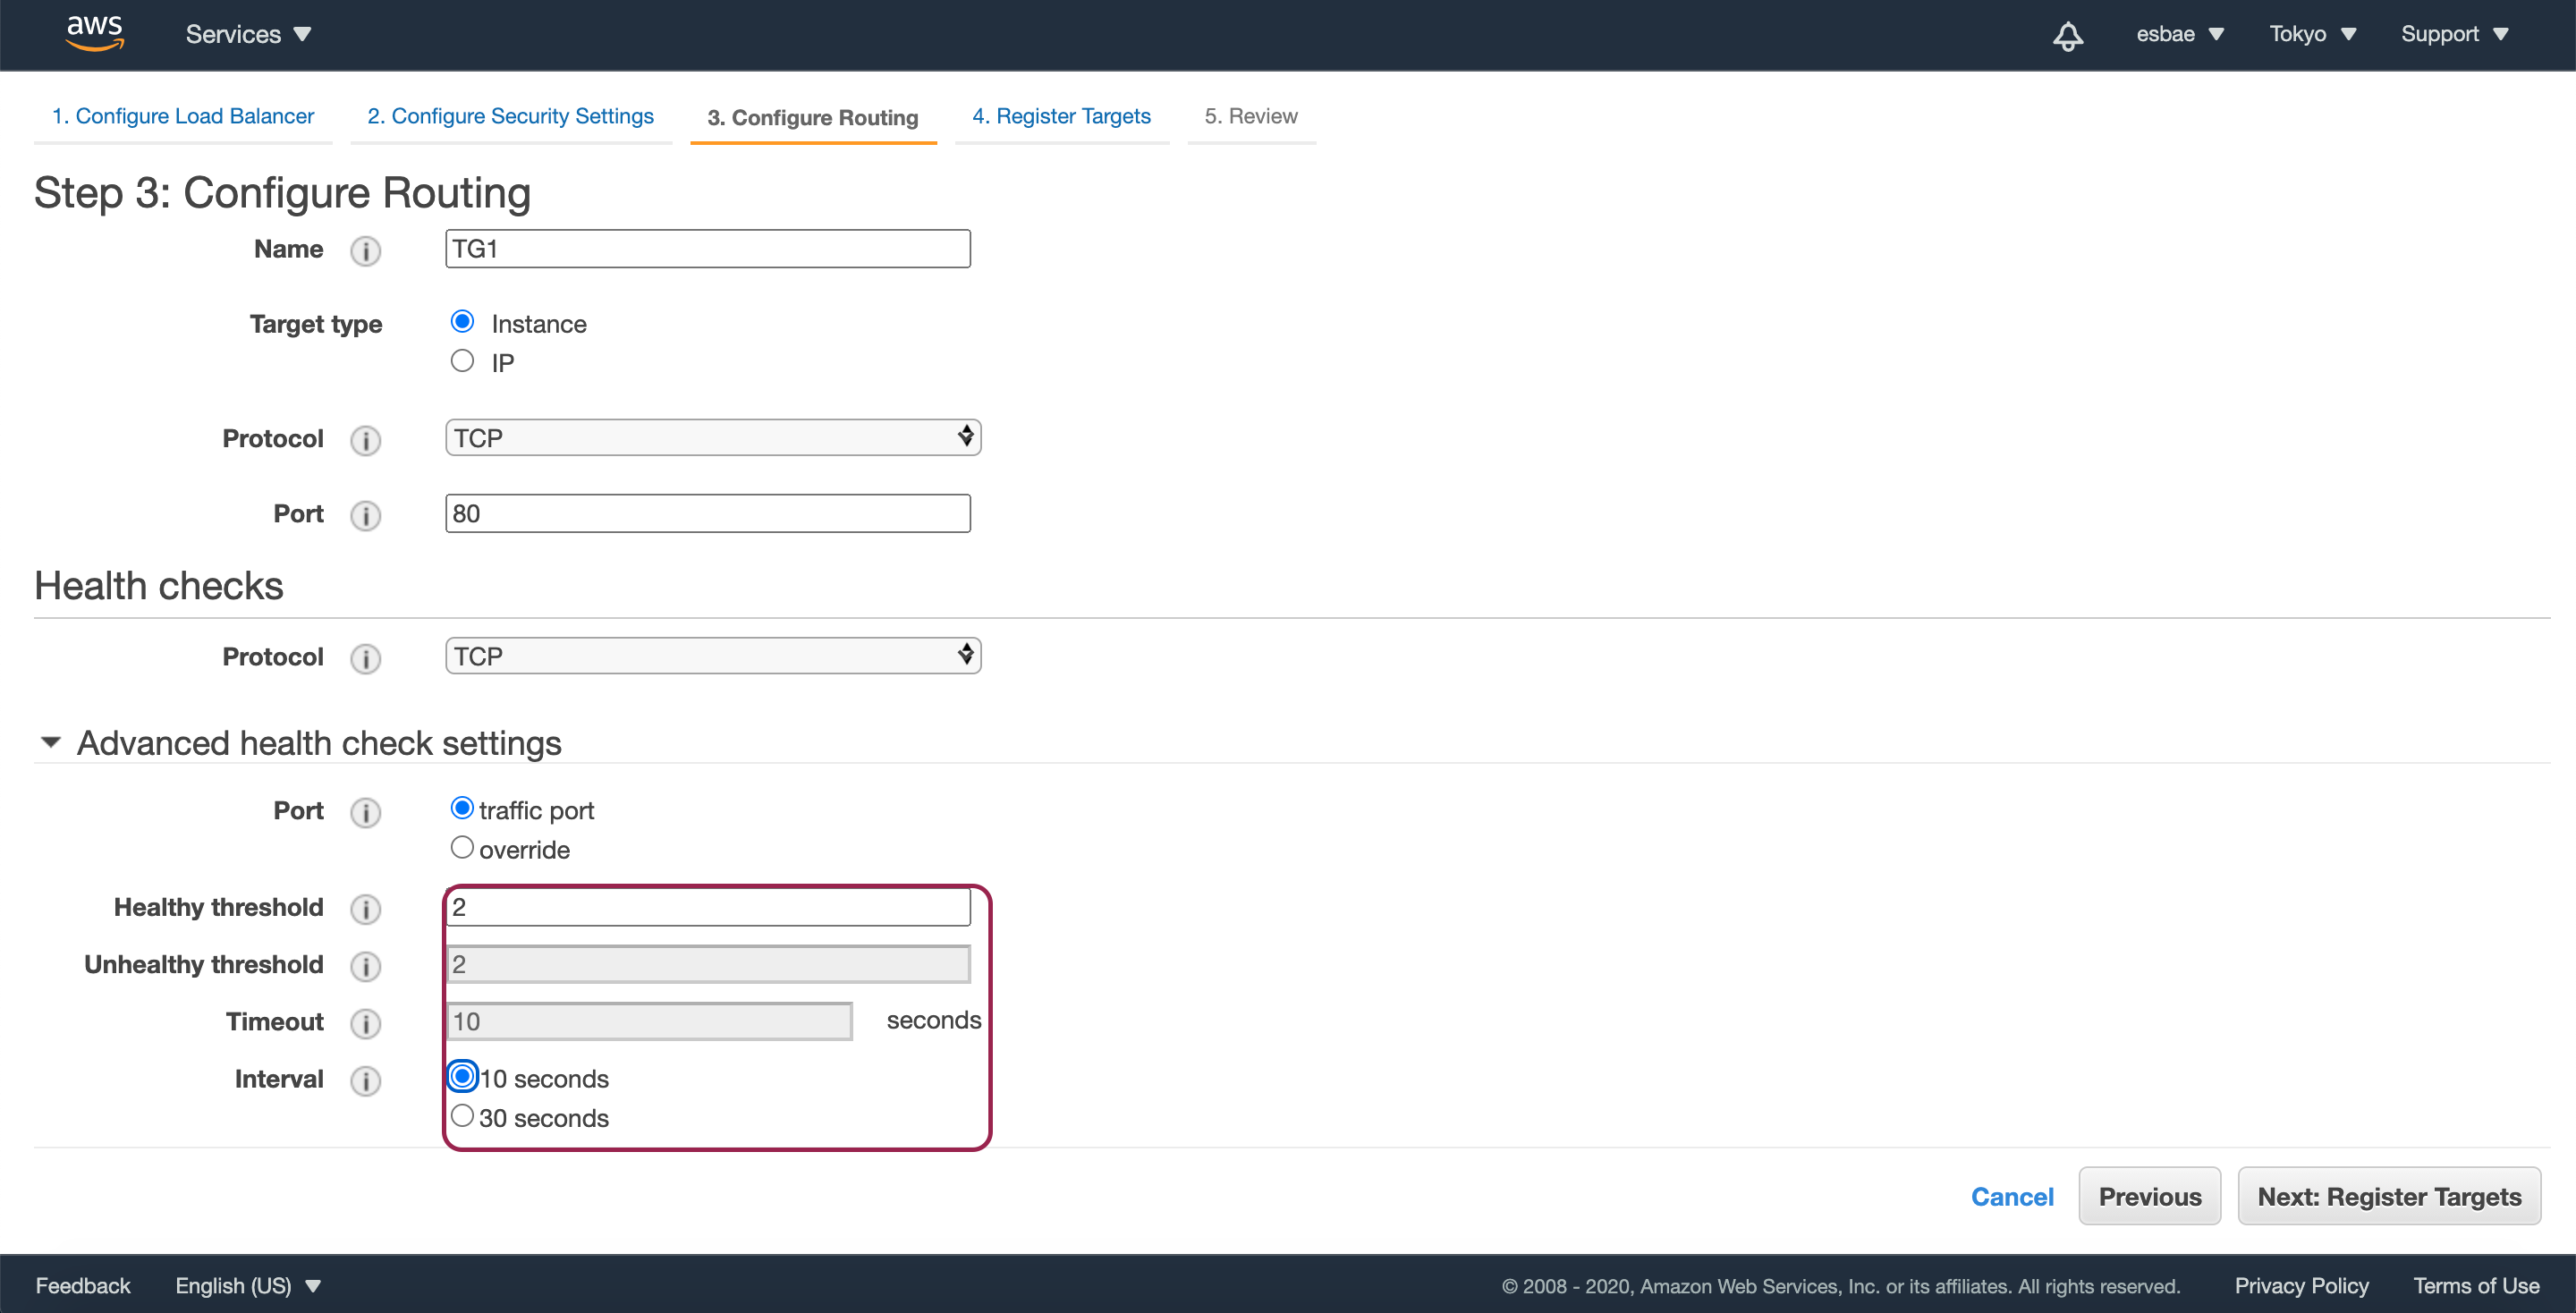 aws Services esbae Tokyo Support
1. Configure Load Balancer 2. Configure Security Settings 3. Configure Routing 4. Register Targets 5. Review
Step 3: Configure Routing
Name i TG1
Target type Instance
IP
Protocol i TCP
Port i 80
Health checks
Protocol i TCP
Advanced health check settings
Port i traffic port
override
Healthy threshold i 2
Unhealthy threshold i 2
Timeout i 10 seconds
Interval i 10 seconds
30 seconds
Cancel Previous Next: Register Targets
Feedback English (US) © 2008 - 2020, Amazon Web Services, Inc. or its affiliates. All rights reserved. Privacy Policy Terms of Use